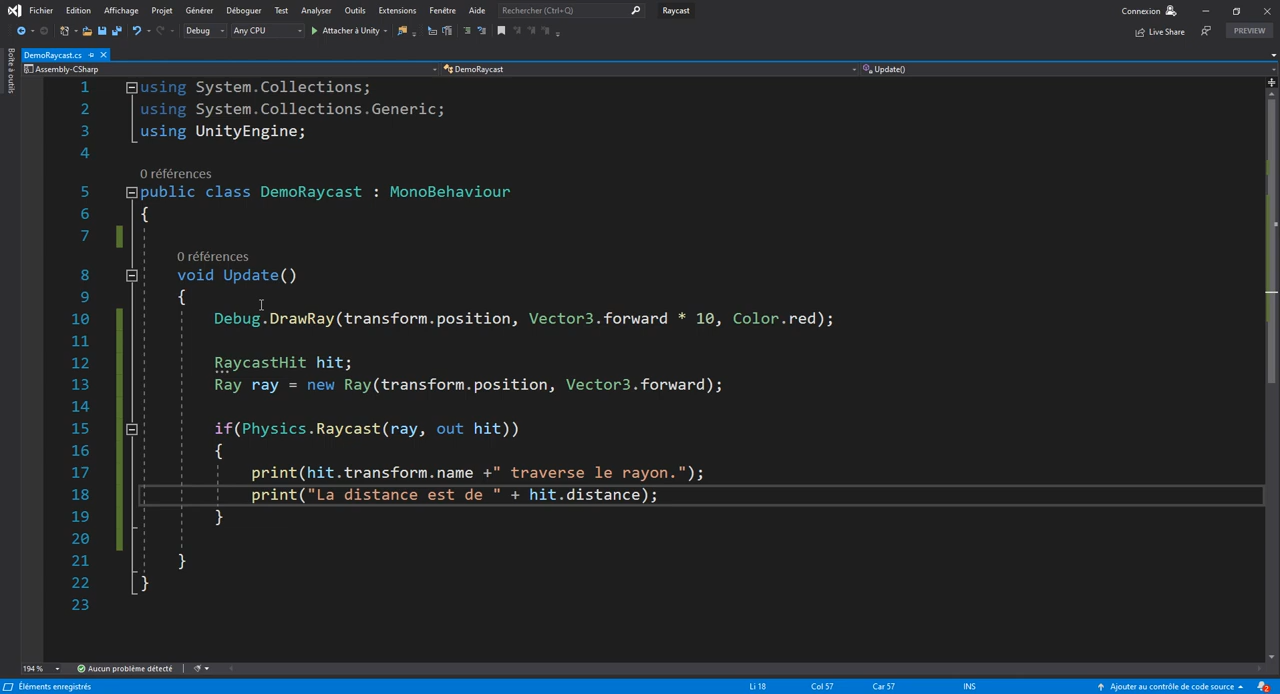 Fichier Edition Affichage Projet Générer Déboguer Test Analyser Outils Extensions Fenêtre Aide Rechercher (Ctrl+Q) Raycast Connexion
Debug Any CPU Attacher à Unity Live Share PREVIEW
Boîte à outils
DemoRaycast.cs
Assembly-CSharp DemoRaycast Update()
1 using System.Collections;
2 using System.Collections.Generic;
3 using UnityEngine;
4
0 références
5 public class DemoRaycast : MonoBehaviour
6 {
7
0 références
8 void Update()
9 {
10 Debug.DrawRay(transform.position, Vector3.forward * 10, Color.red);
11
12 RaycastHit hit;
13 Ray ray = new Ray(transform.position, Vector3.forward);
14
15 if(Physics.Raycast(ray, out hit))
16 {
17 print(hit.transform.name +" traverse le rayon.");
18 print("La distance est de " + hit.distance);
19 }
20
21 }
22 }
23
194 % Aucun problème détecté
Éléments enregistrés Li 18 Col 57 Car 57 INS Ajouter au contrôle de code source 2